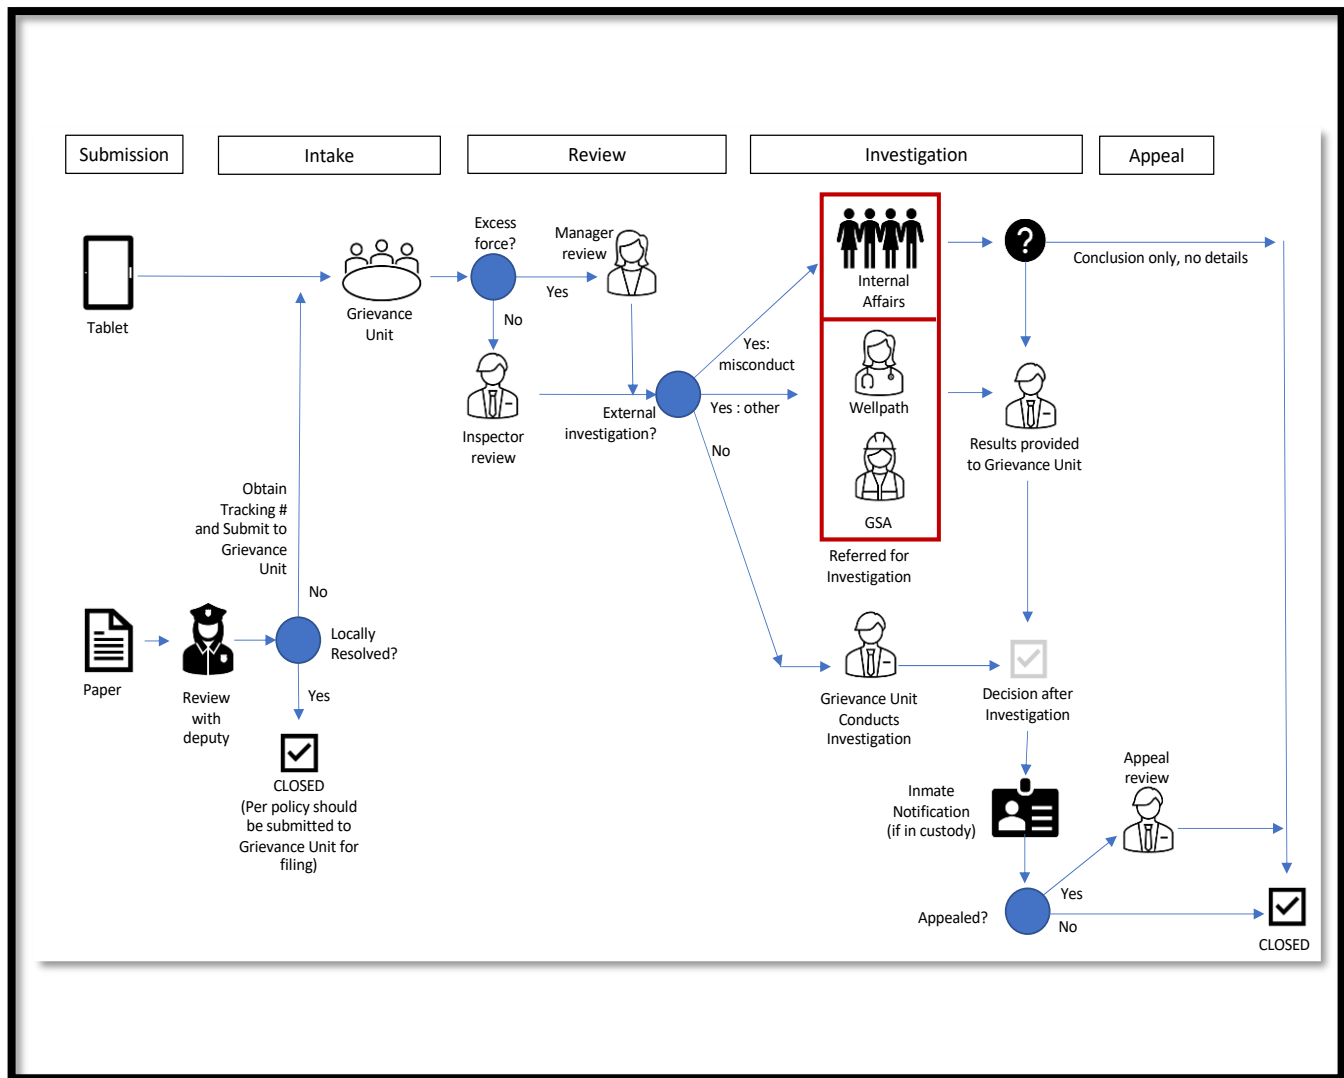 Submission
Intake
Review
Investigation
Appeal
Tablet
Grievance
Unit
Excess
force?
Yes
No
Manager
review
Inspector
review
External
investigation?
Yes:
misconduct
Yes : other
No
Internal
Affairs
Wellpath
GSA
Referred for
Investigation
?
Conclusion only, no details
Results provided
to Grievance Unit
Obtain
Tracking #
and Submit to
Grievance
Unit
No
Locally
Resolved?
Yes
Paper
Review
with
deputy
CLOSED
(Per policy should
be submitted to
Grievance Unit for
filing)
Grievance Unit
Conducts
Investigation
Decision after
Investigation
Inmate
Notification
(if in custody)
Appeal
review
Appealed?
Yes
No
CLOSED